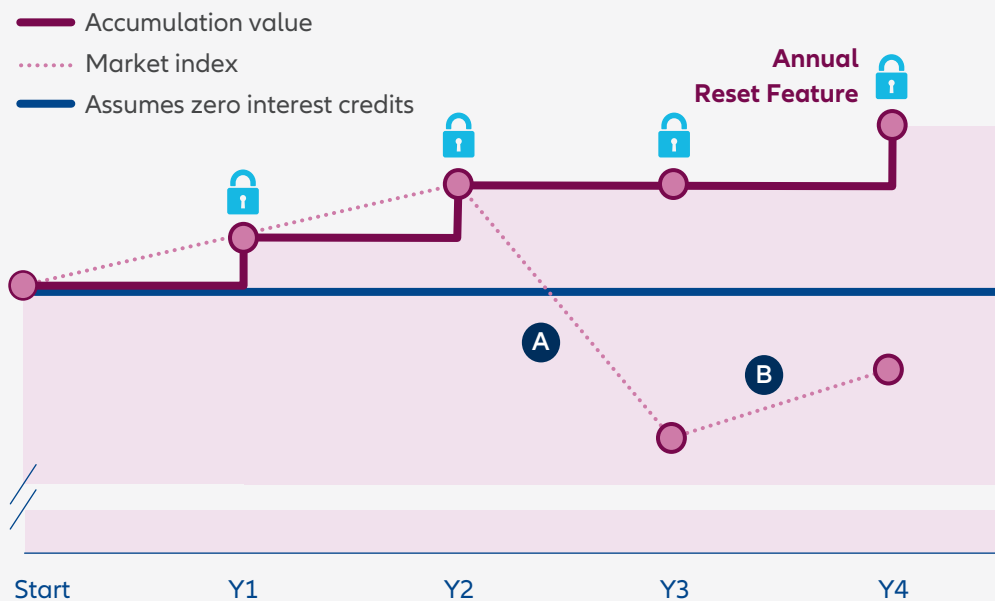 Accumulation value
Market index
Assumes zero interest credits
Annual
Reset Feature
A
B
Start
Y1
Y2
Y3
Y4